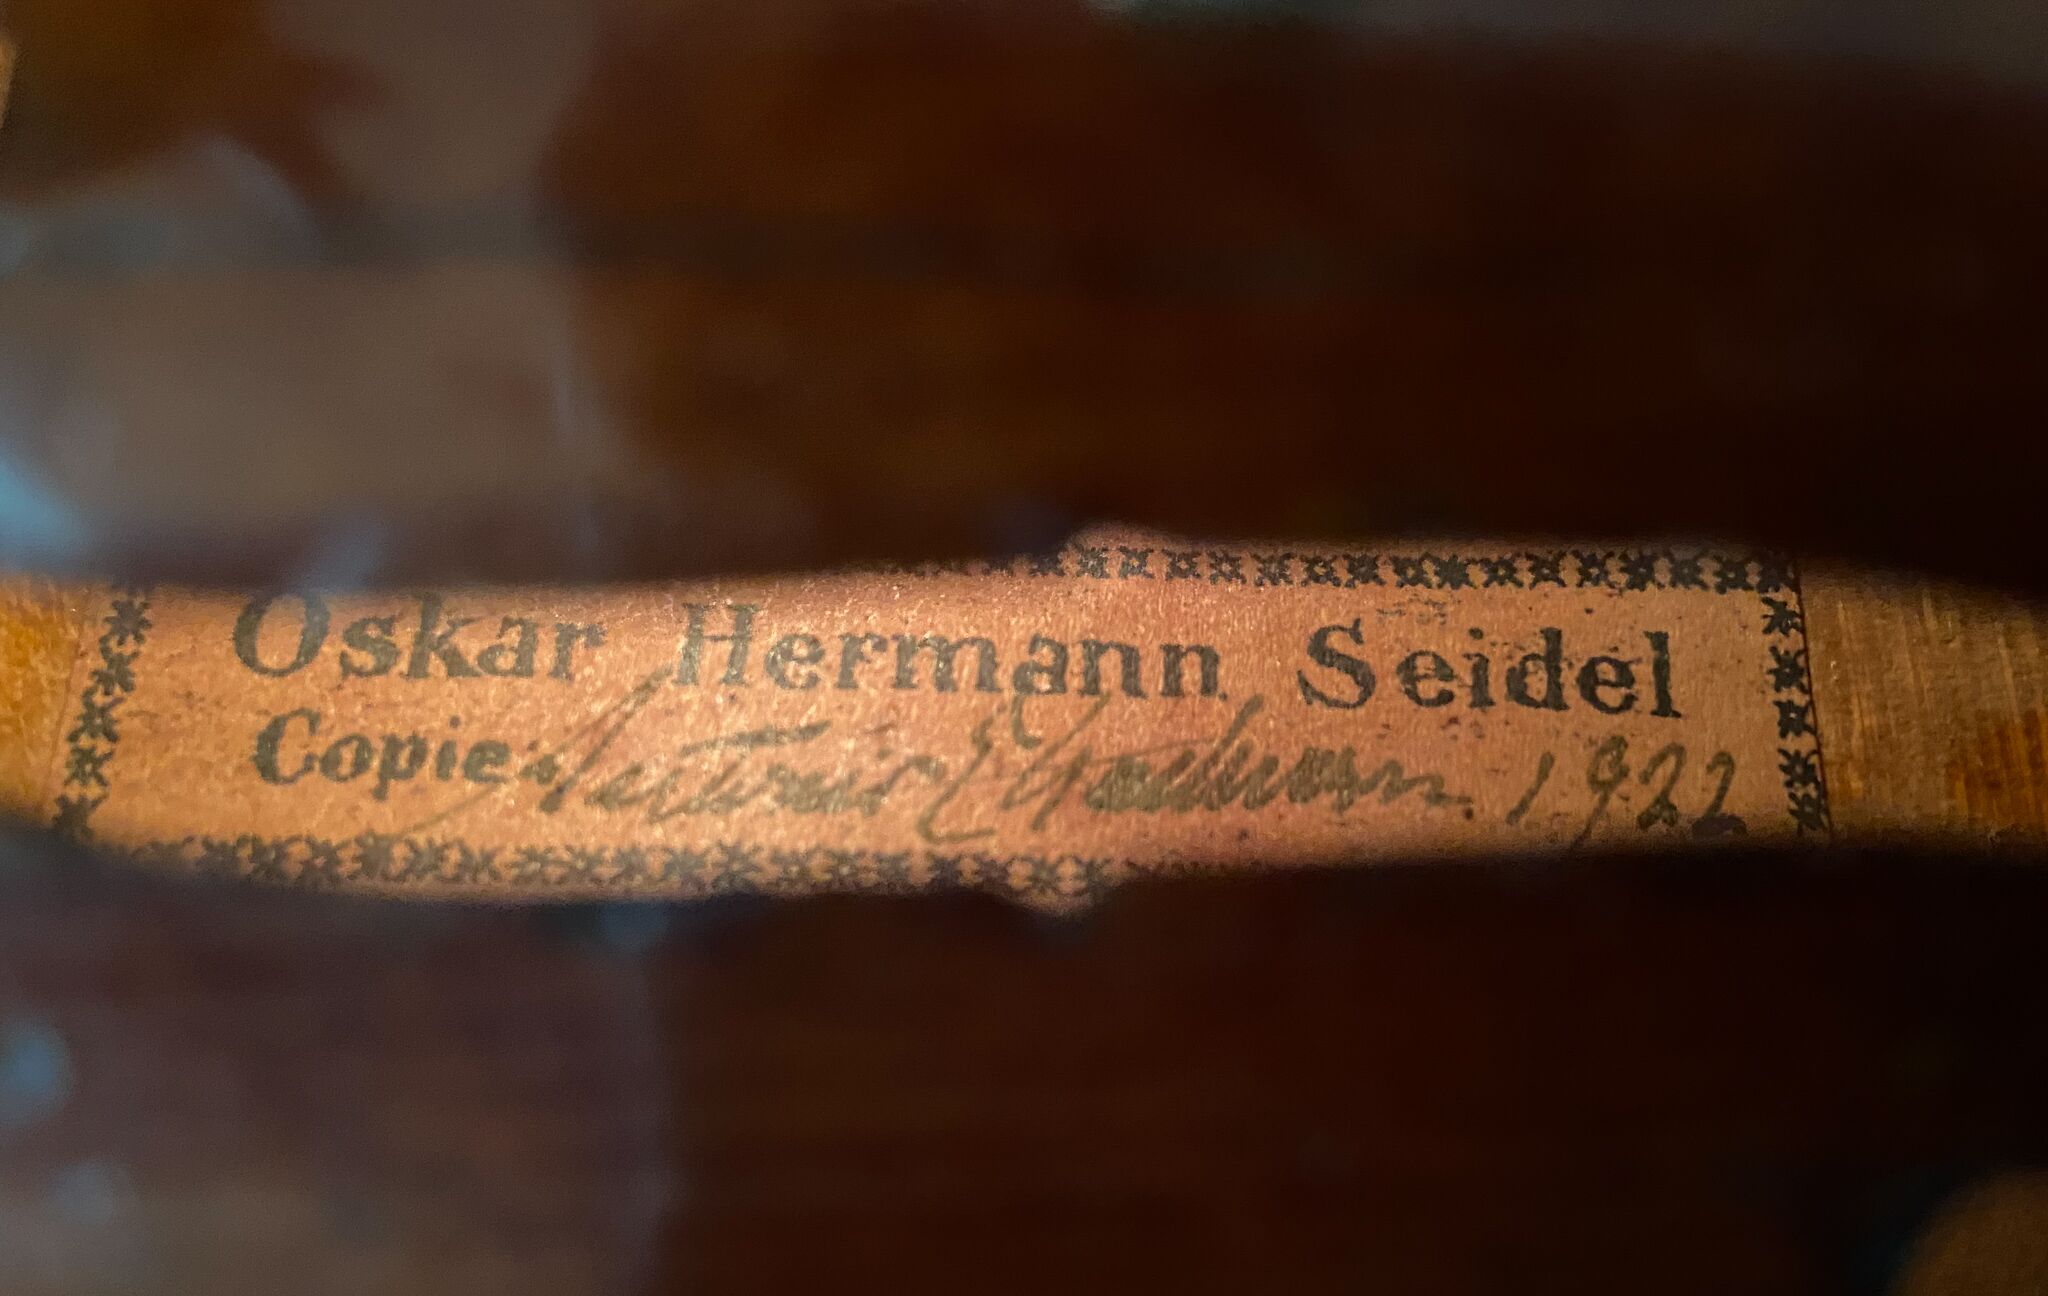 Oskar Hermann Seidel
Copie: 1922